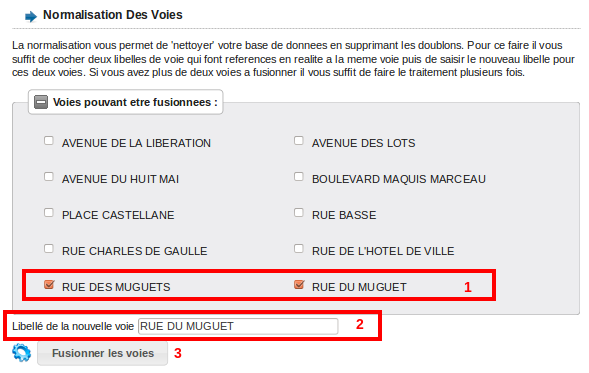 Normalisation Des Voies
La normalisation vous permet de 'nettoyer' votre base de donnees en supprimant les doublons. Pour ce faire il vous
suffit de cocher deux libelles de voie qui font references en realite a la meme voie puis de saisir le nouveau libelle pour
ces deux voies. Si vous avez plus de deux voies a fusionner il vous suffit de faire le traitement plusieurs fois.
Voies pouvant etre fusionnees :
AVENUE DE LA LIBERATION AVENUE DES LOTS
AVENUE DU HUIT MAI BOULEVARD MAQUIS MARCEAU
PLACE CASTELLANE RUE BASSE
RUE CHARLES DE GAULLE RUE DE L'HOTEL DE VILLE
RUE DES MUGUETS RUE DU MUGUET 1
Libellé de la nouvelle voie RUE DU MUGUET 2
Fusionner les voies 3